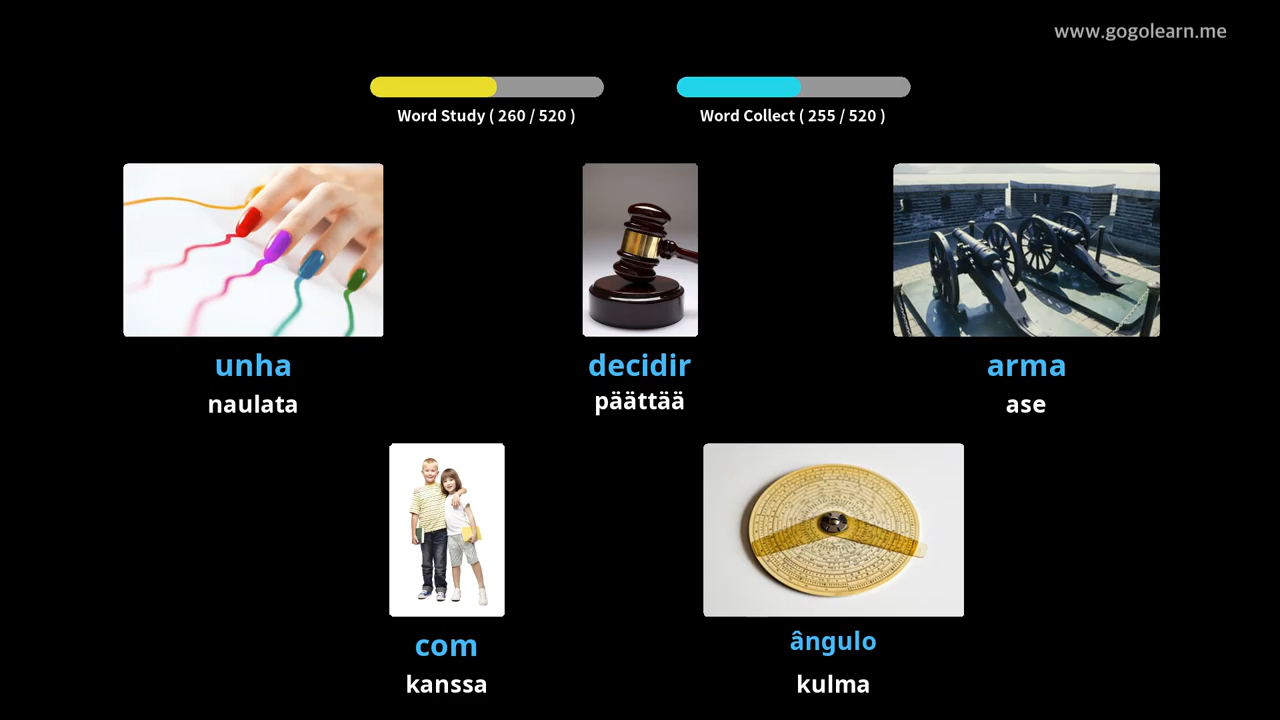 www.gogolearn.me
Word Study ( 260 / 520 )
Word Collect ( 255 / 520 )
unha
decidir
arma
naulata
päättää
ase
com
ângulo
kanssa
kulma